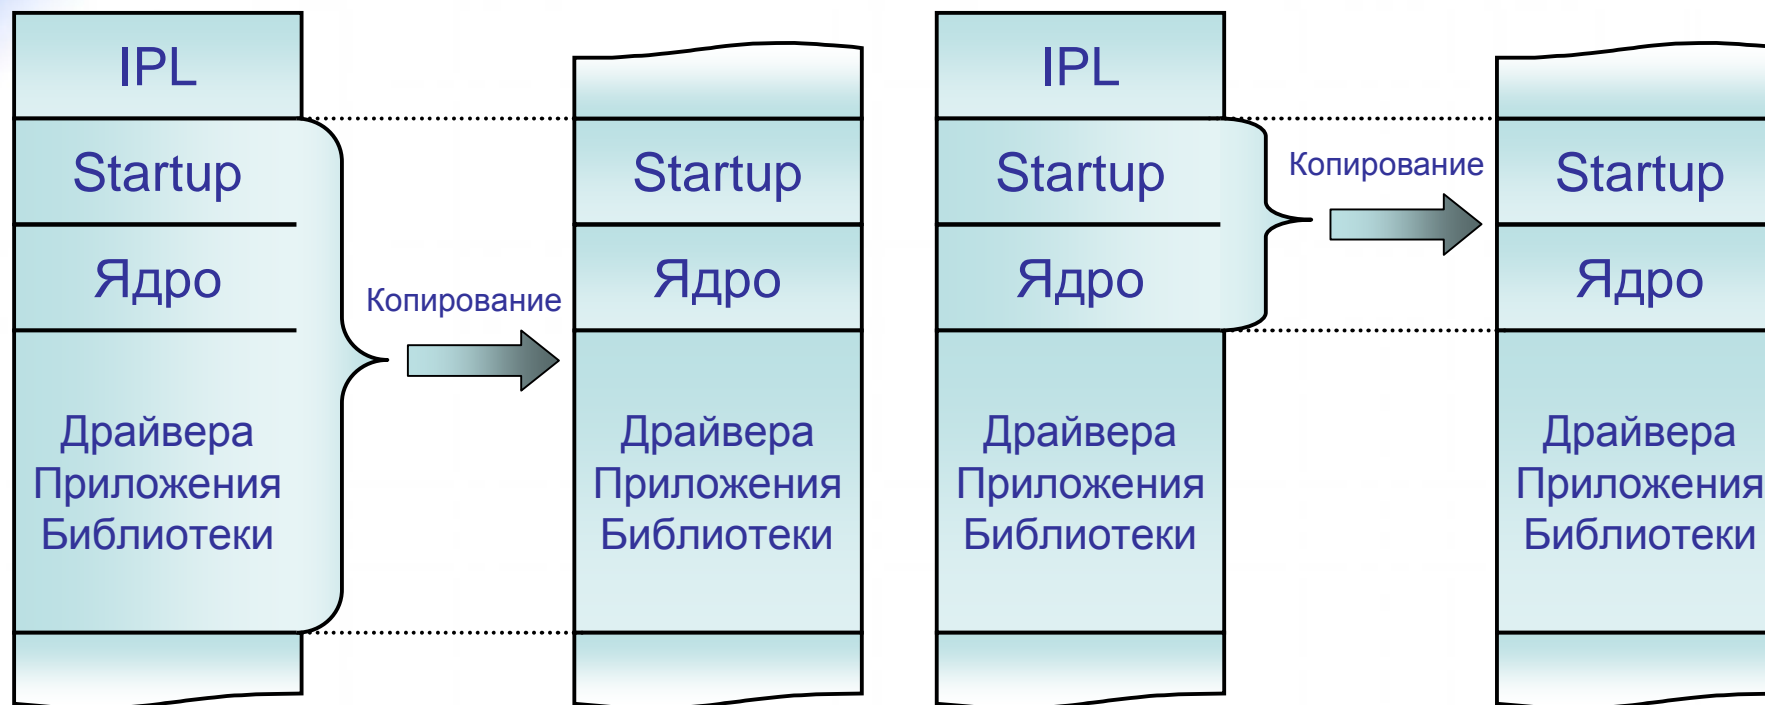 IPL
Startup
Ядро
Драйвера
Приложения
Библиотеки
Копирование
Startup
Ядро
Драйвера
Приложения
Библиотеки
IPL
Startup
Ядро
Драйвера
Приложения
Библиотеки
Копирование
Startup
Ядро
Драйвера
Приложения
Библиотеки